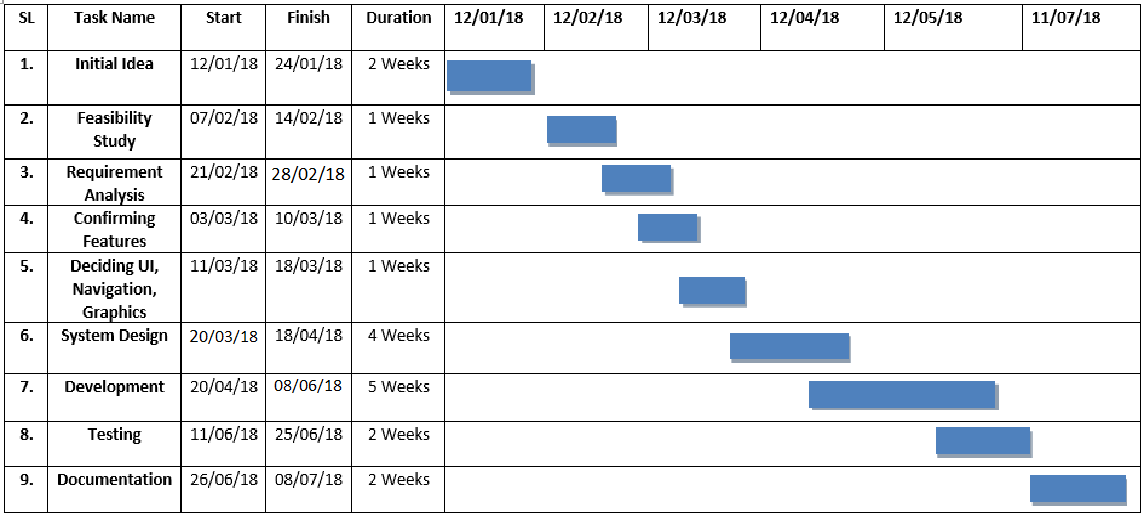 SL Task Name Start Finish Duration 12/01/18 12/02/18 12/03/18 12/04/18 12/05/18 11/07/18
1. Initial Idea 12/01/18 24/01/18 2 Weeks
2. Feasibility 07/02/18 14/02/18 1 Weeks
Study
3. Requirement 21/02/18 28/02/18 1 Weeks
Analysis
4. Confirming 03/03/18 10/03/18 1 Weeks
Features
5. Deciding UI, 11/03/18 18/03/18 1 Weeks
Navigation,
Graphics
6. System Design 20/03/18 18/04/18 4 Weeks
7. Development 20/04/18 08/06/18 5 Weeks
8. Testing 11/06/18 25/06/18 2 Weeks
9. Documentation 26/06/18 08/07/18 2 Weeks